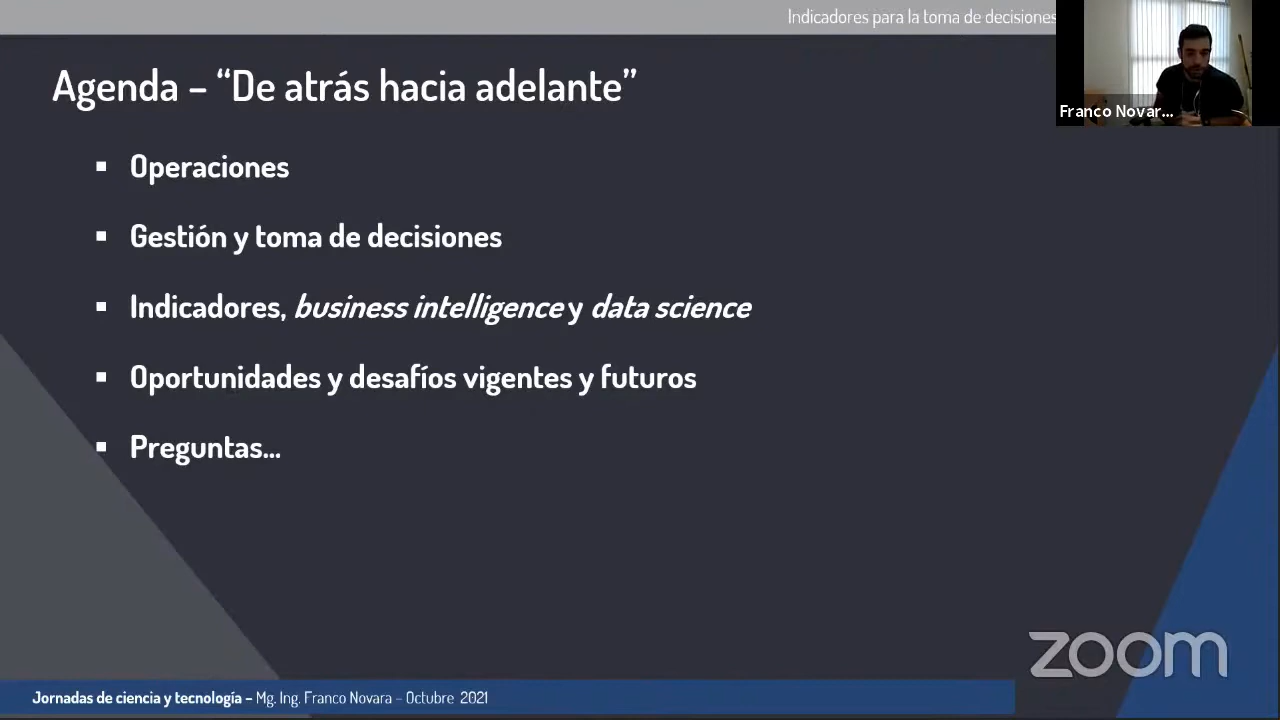 Indicadores para la toma de decisiones
Agenda – “De atrás hacia adelante”
Franco Novar...
▪ Operaciones
▪ Gestión y toma de decisiones
▪ Indicadores, business intelligence y data science
▪ Oportunidades y desafíos vigentes y futuros
▪ Preguntas...
zoom
Jornadas de ciencia y tecnología – Mg. Ing. Franco Novara – Octubre 2021